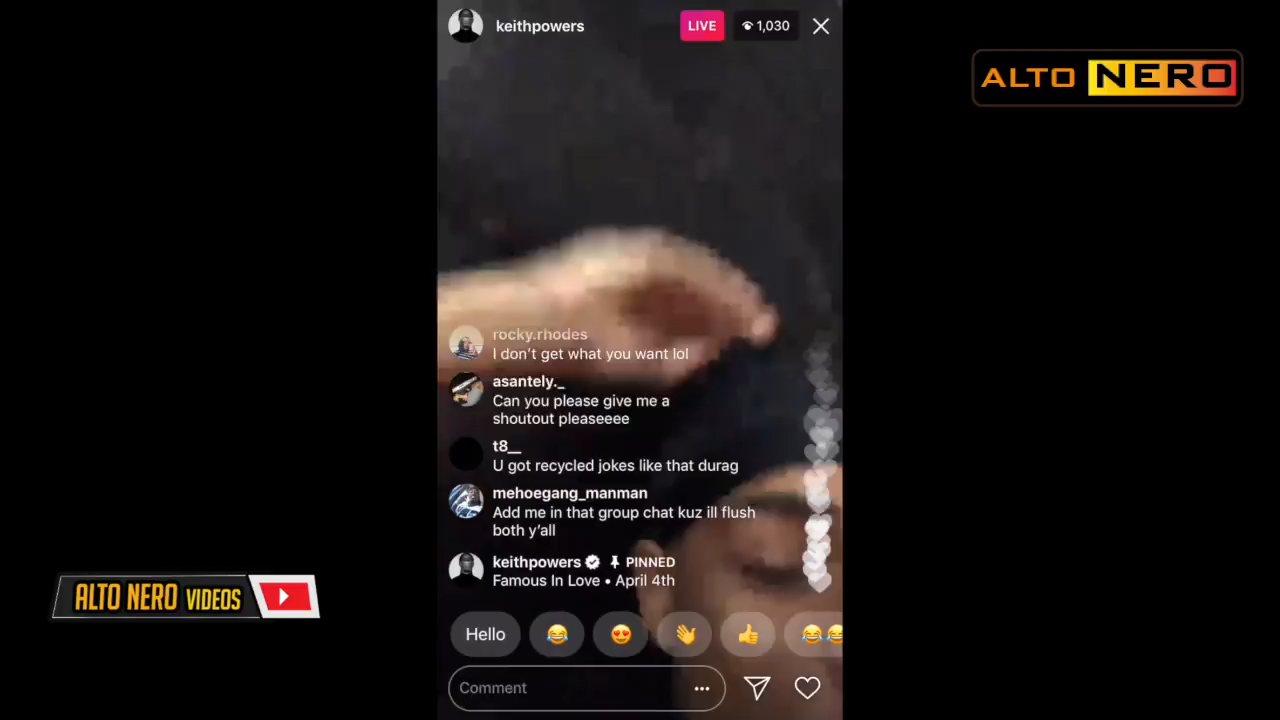 keithpowers
LIVE
1,030
ALTO NERO
rocky.rhodes
I don't get what you want lol
asantely._
Can you please give me a
shoutout pleaseeee
t8__
U got recycled jokes like that durag
mehoegang_manman
Add me in that group chat kuz ill flush
both y'all
keithpowers PINNED
Famous In Love • April 4th
ALTO NERO VIDEOS
Hello
Comment